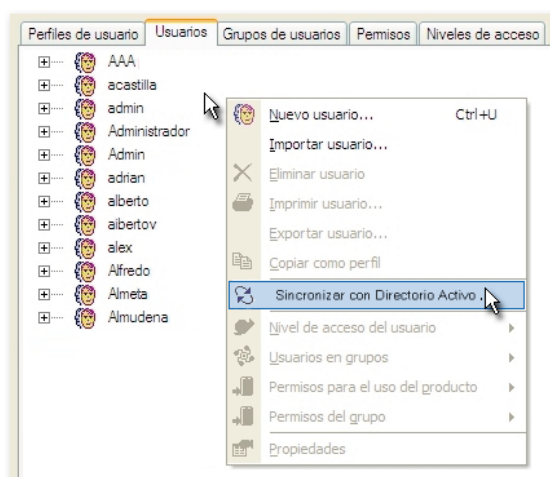 Perfiles de usuario Usuarios Grupos de usuarios Permisos Niveles de acceso
AAA
acastilla
admin
Administrador
Admin
adrian
alberto
aibertov
alex
Alfredo
Almeta
Almudena
Nuevo usuario... Ctrl+U
Importar usuario...
Eliminar usuario
Imprimir usuario...
Exportar usuario...
Copiar como perfil
Sincronizar con Directorio Activo .
Nivel de acceso del usuario
Usuarios en grupos
Permisos para el uso del producto
Permisos del grupo
Propiedades